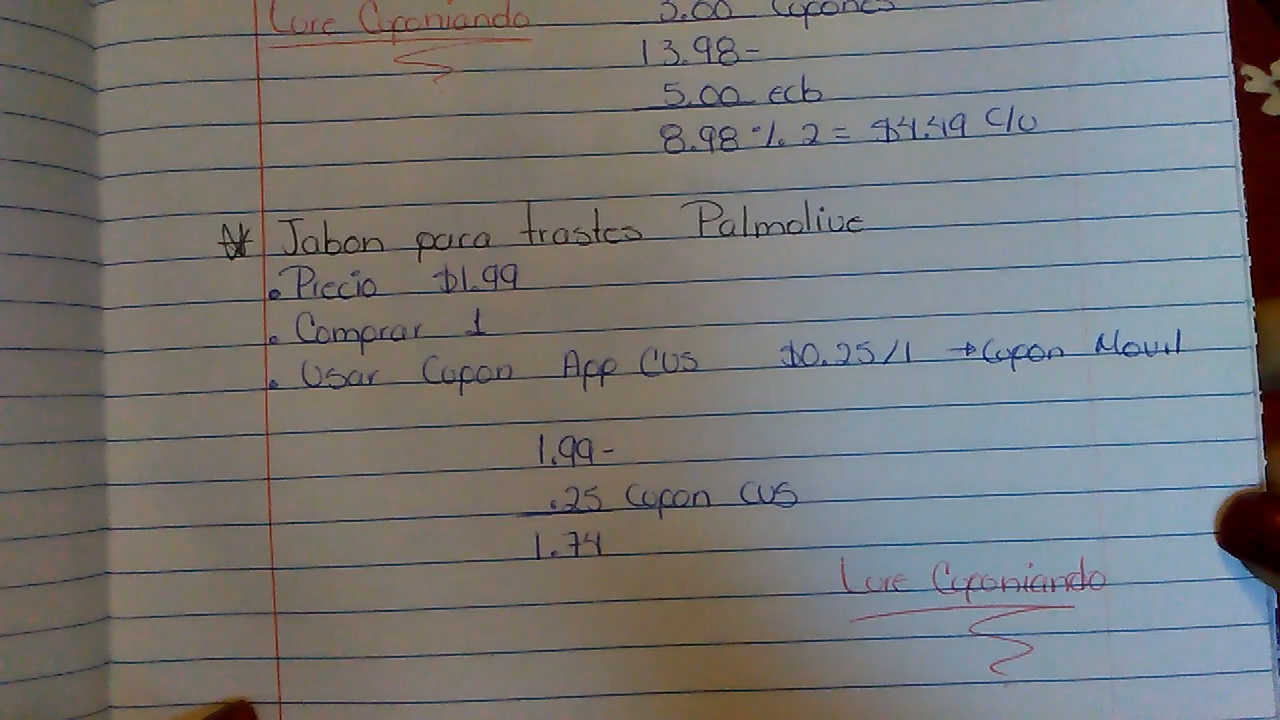 Lure Cuponiando
5.00 Cupones
13.98-
5.00 ecb
8.98 % 2 = $4.49 C/U
Jabon para trastes Palmolive
• Precio $1.99
• Comprar 1
• Usar Cupon App CVS $0.25/1 → Cupon Movil
1.99-
.25 Cupon CVS
1.74
Lure Cuponiando